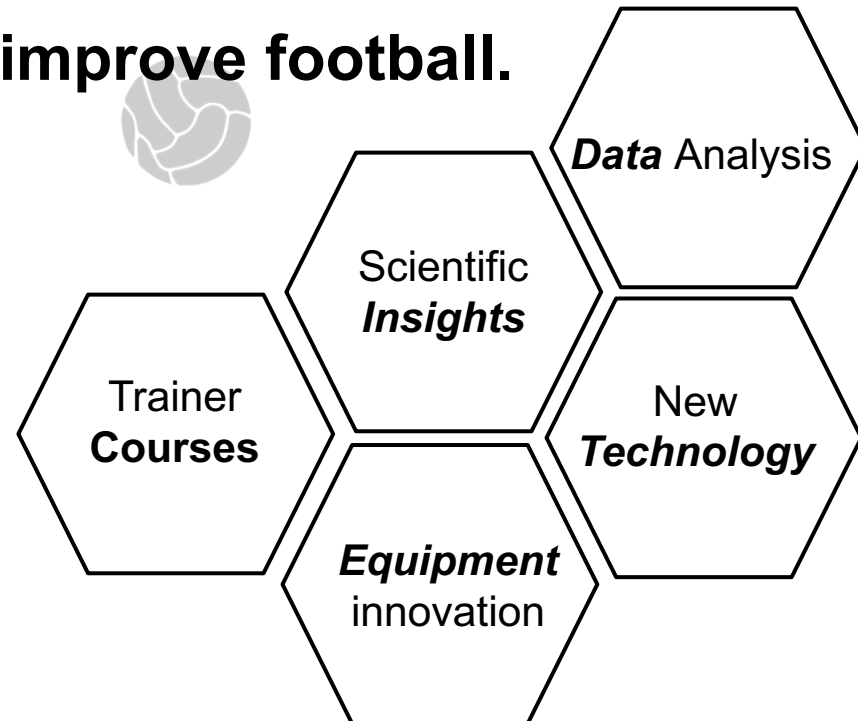 improve football.
Data Analysis
Scientific
Insights
Trainer
Courses
New
Technology
Equipment
innovation